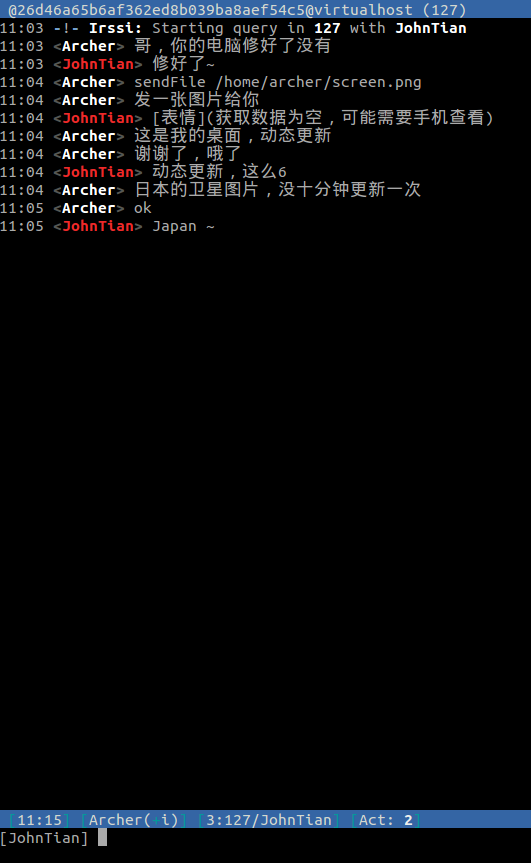 @26d46a65b6af362ed8b039ba8aef54c5@virtualhost (127)
11:03 -!- Irssi: Starting query in 127 with JohnTian
11:03 <Archer> 哥，你的电脑修好了没有
11:03 <JohnTian> 修好了~
11:04 <Archer> sendFile /home/archer/screen.png
11:04 <Archer> 发一张图片给你
11:04 <JohnTian> [表情](获取数据为空，可能需要手机查看)
11:04 <Archer> 这是我的桌面，动态更新
11:04 <Archer> 谢谢了，哦了
11:04 <JohnTian> 动态更新，这么6
11:04 <Archer> 日本的卫星图片，没十分钟更新一次
11:05 <Archer> ok
11:05 <JohnTian> Japan ~
[11:15] [Archer(+i)] [3:127/JohnTian] [Act: 2]
[JohnTian]